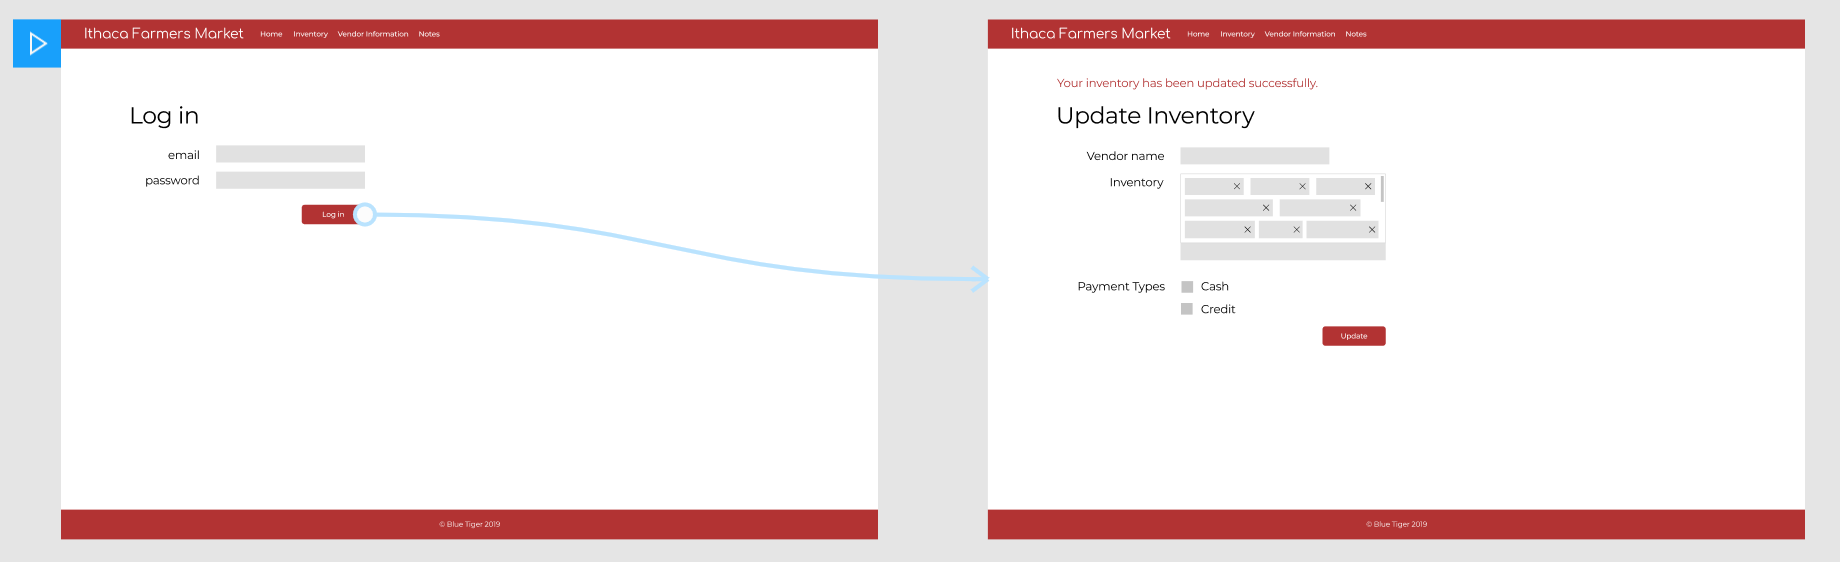 Ithaca Farmers Market Home Inventory Vendor Information Notes
Log in
email
password
Log in
© Blue Tiger 2019
Ithaca Farmers Market Home Inventory Vendor Information Notes
Your inventory has been updated successfully.
Update Inventory
Vendor name
Inventory
Payment Types Cash
Credit
Update
© Blue Tiger 2019